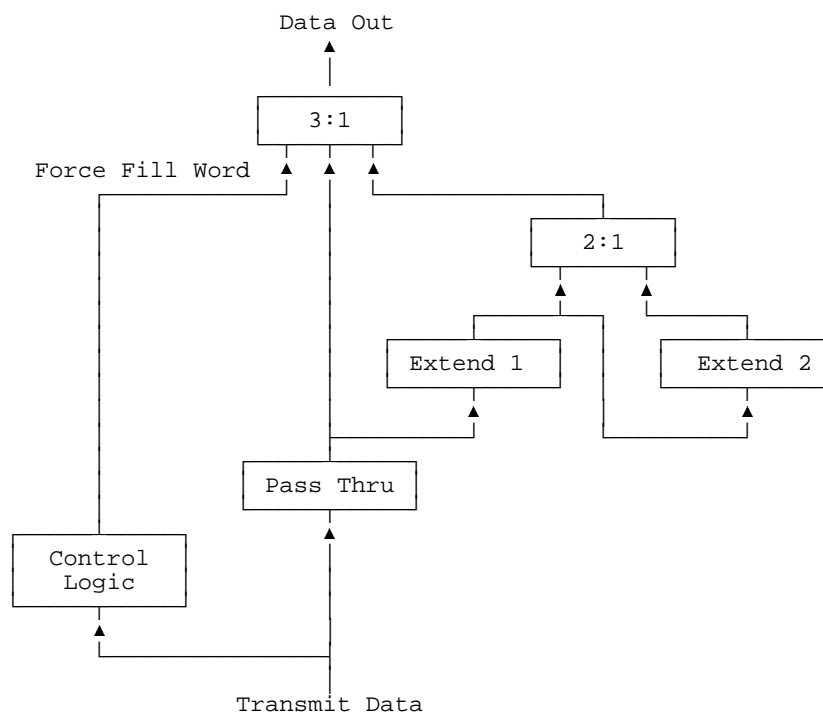 Data Out
3:1
Force Fill Word
2:1
Extend 1
Extend 2
Pass Thru
Control
Logic
Transmit Data